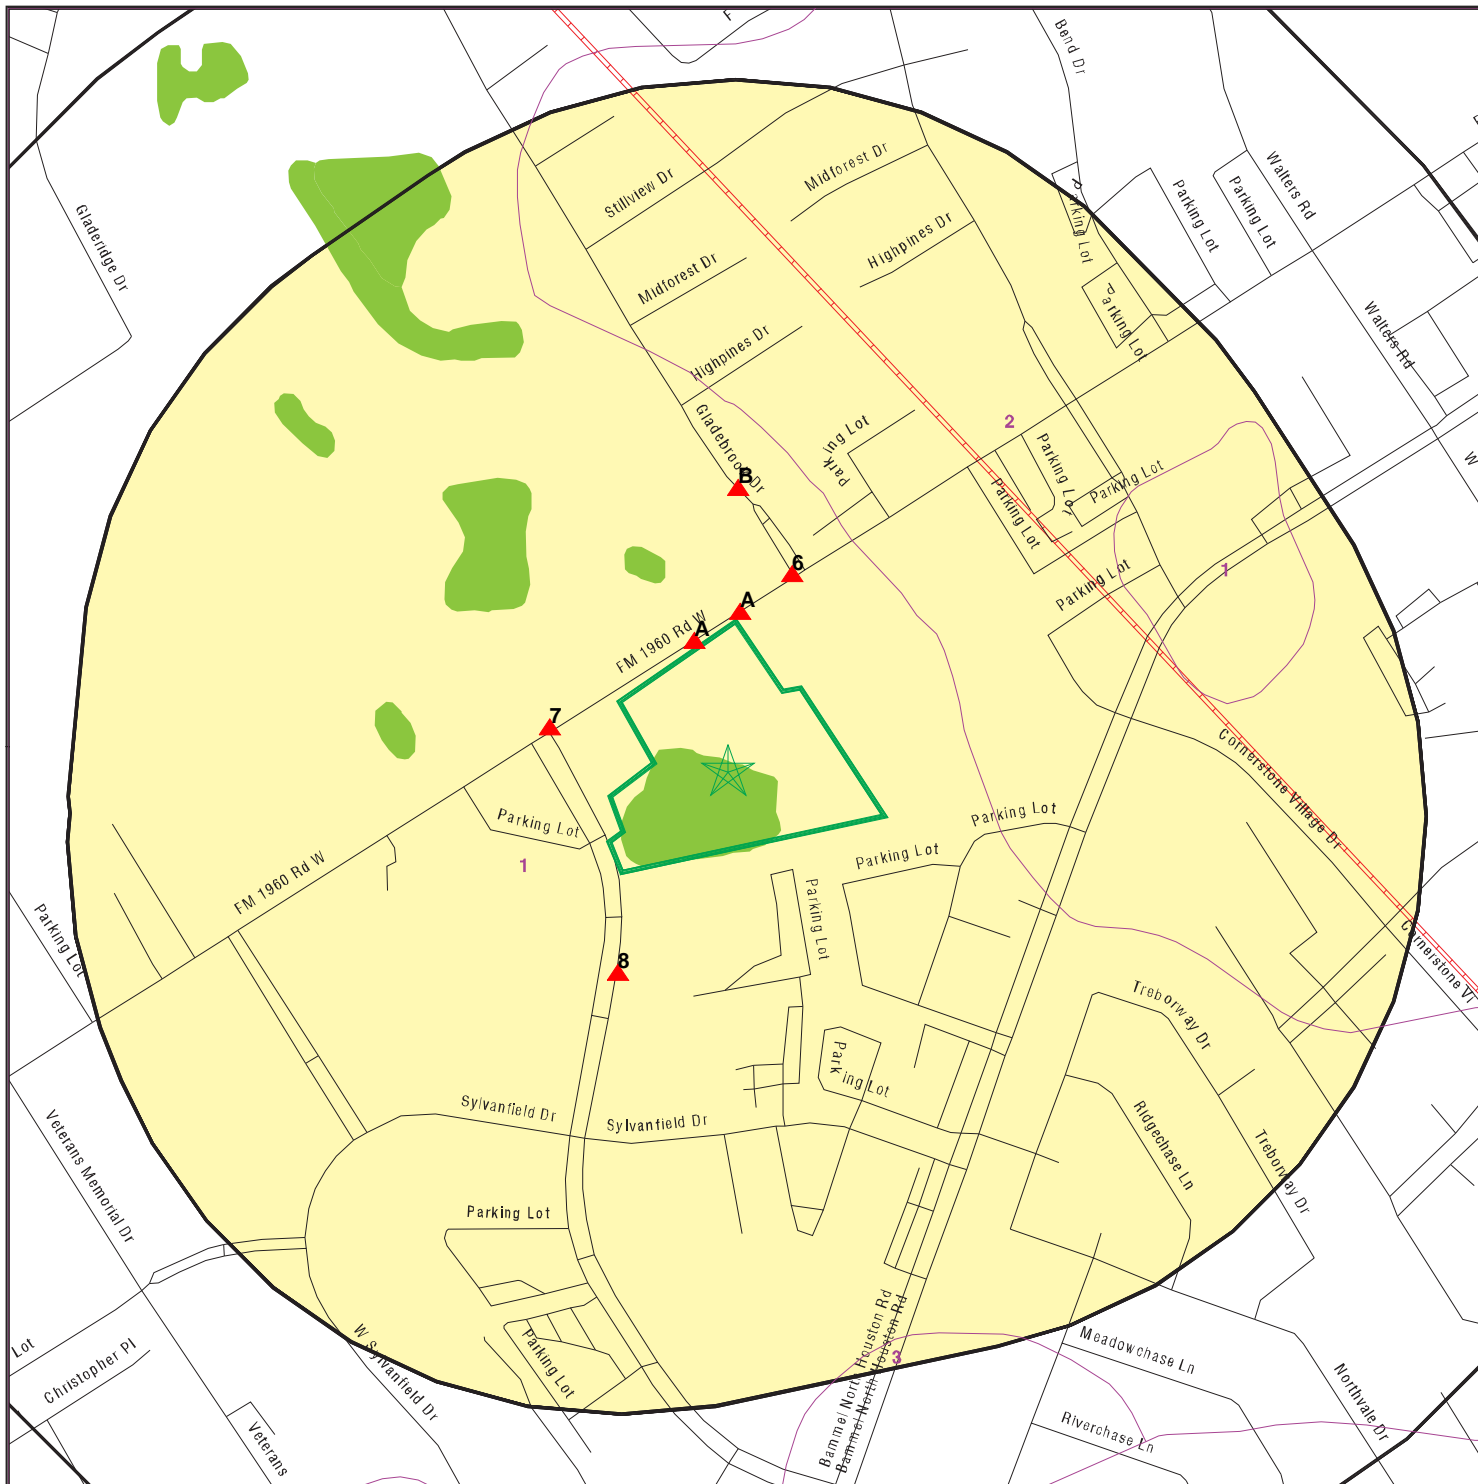 Bend Dr
Gladeridge Dr
Stillview Dr
Midforest Dr
Midforest Dr
Highpines Dr
Highpines Dr
Parking Lot
Parking Lot
Parking Lot
Parking Lot
Walters Rd
Walters Rd
Gladebrook Dr
Parking Lot
2
Parking Lot
Parking Lot
Parking Lot
Parking Lot
1
B
6
A
A
FM 1960 Rd W
7
Parking Lot
1
FM 1960 Rd W
Parking Lot
8
Parking Lot
Parking Lot
Parking Lot
Cornerstone Village Dr
Cornerstone Vi
Treborway Dr
Treborway Dr
Ridgechase Ln
Parking Lot
Sylvanfield Dr
Sylvanfield Dr
Parking Lot
Parking Lot
Veterans Memorial Dr
Lot
Christopher Pl
Veterans
W Sylvanfield Dr
Bammel North Houston Rd
Bammel North Houston Rd
3
Meadowchase Ln
Riverchase Ln
Northvale Dr
W